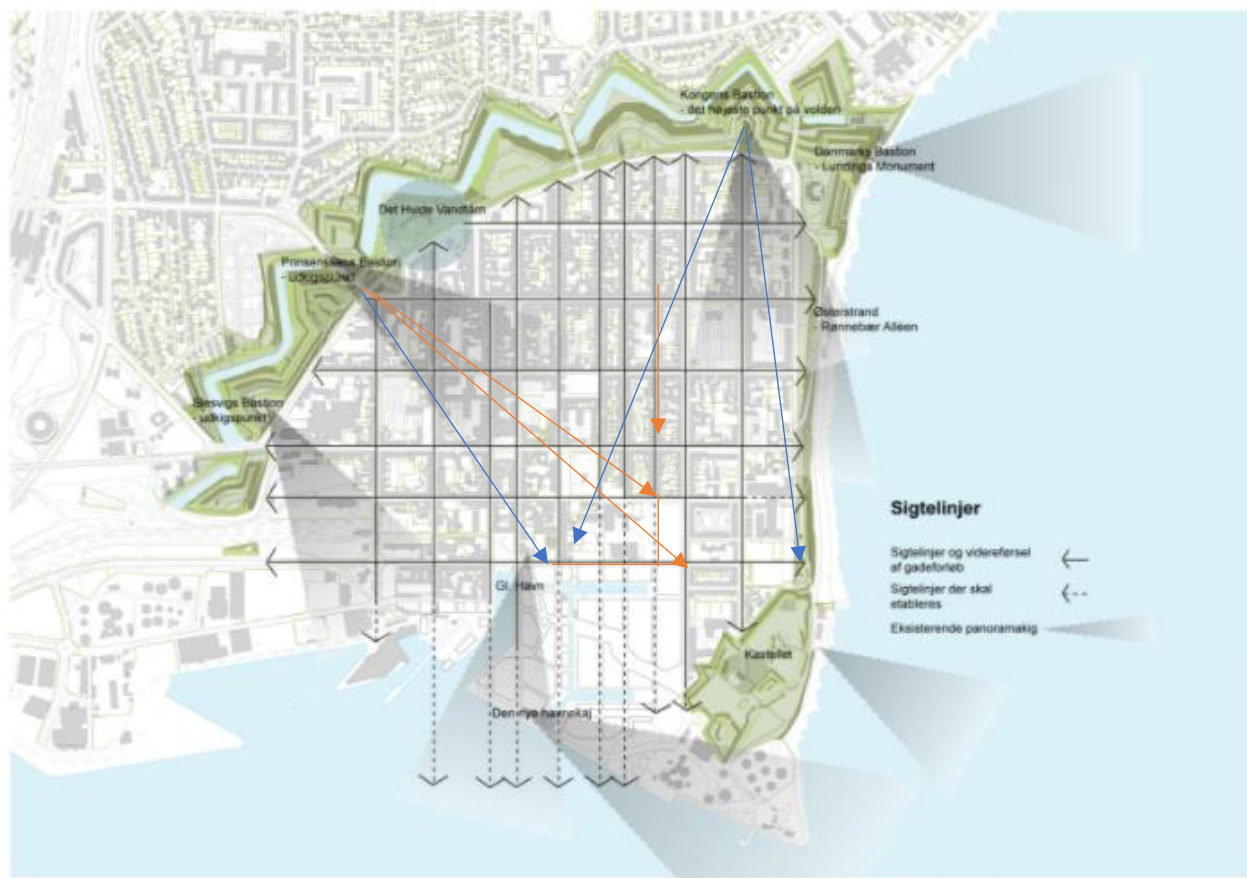 Kongens Bastion
- det højeste punkt på volden
Danmarks Bastion
- Lundings Monument
Det Hvide Vandtårn
Prinsessens Bastion
- udkigspunkt
Østerstrand
- Rønnebær Alléen
Slesvigs Bastion
- udkigspunkt
Gl. Havn
Kastellet
Den nye havnekaj
Sigtelinjer
Sigtelinjer og videreførsel
af gadeforløb
Sigtelinjer der skal
etableres
Eksisterende panoramakig